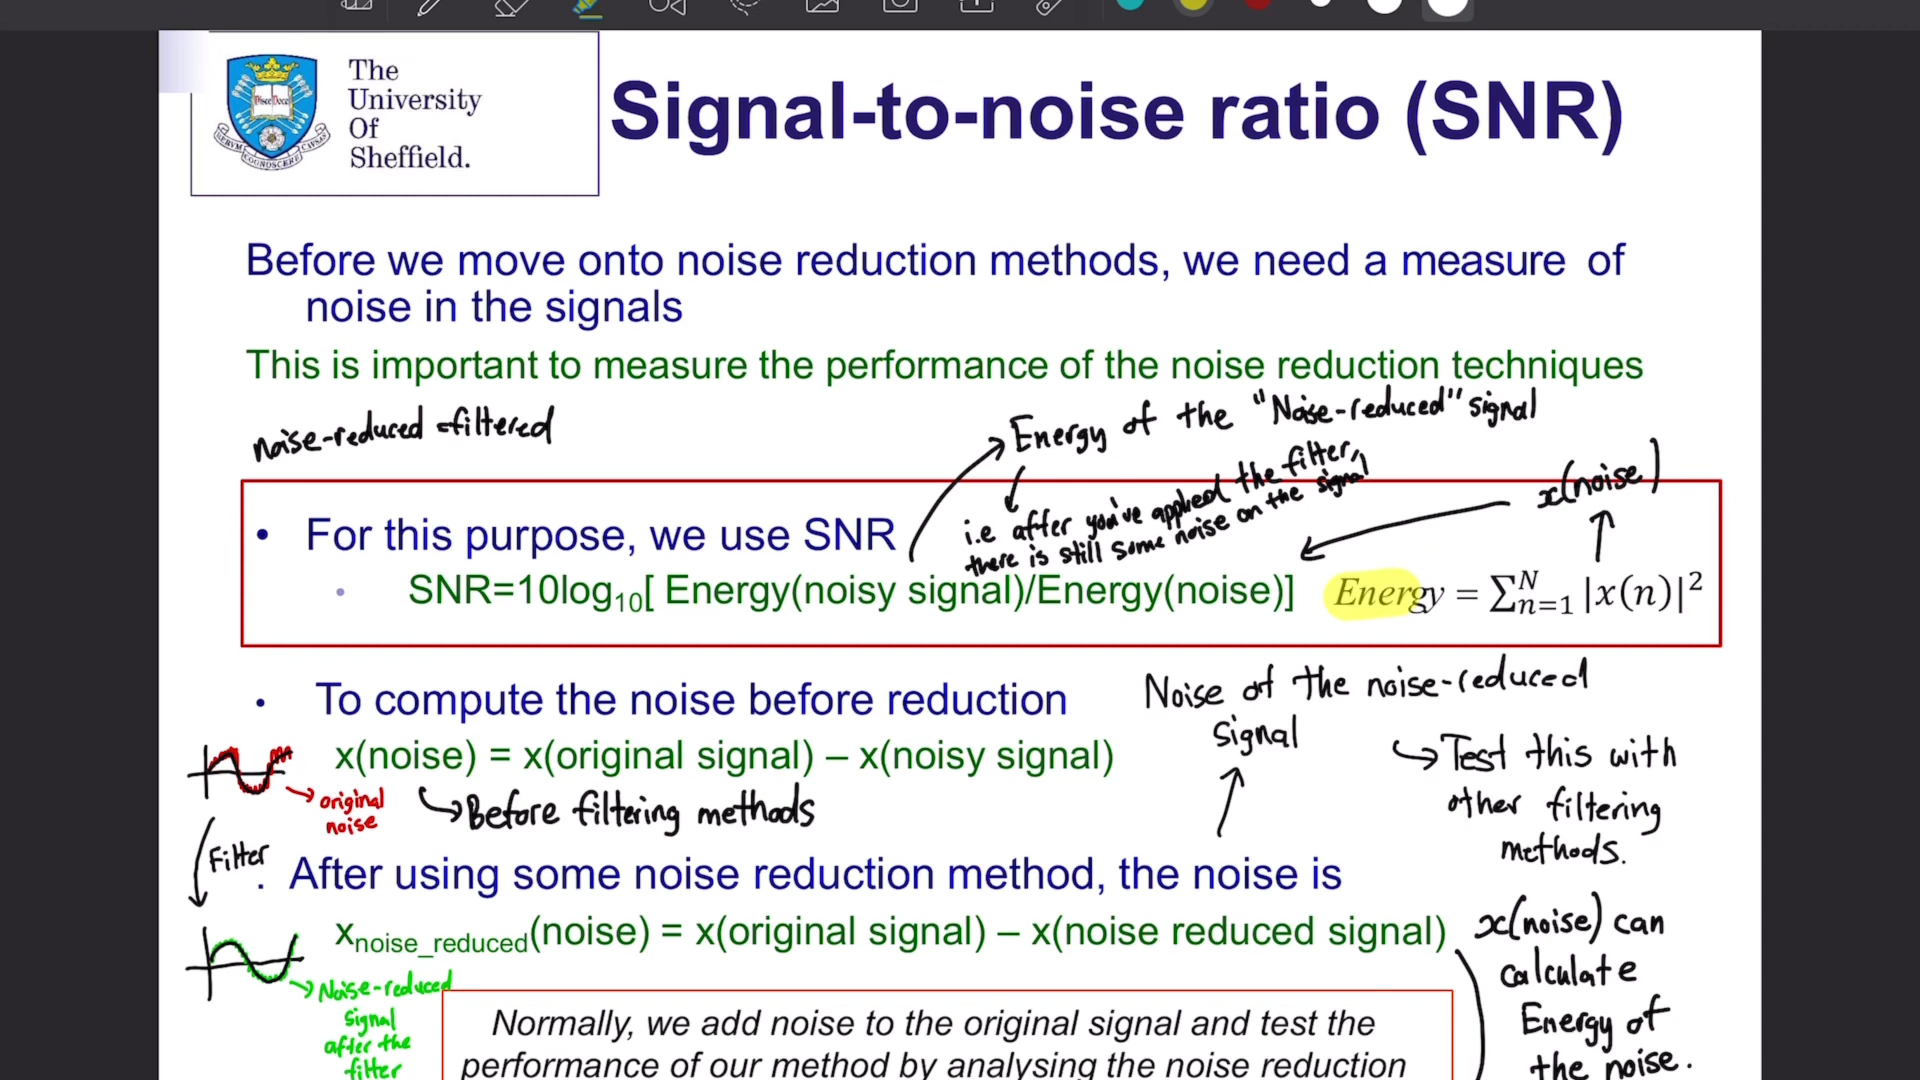 The
University
Of
Sheffield.
Signal-to-noise ratio (SNR)
Before we move onto noise reduction methods, we need a measure of
noise in the signals
This is important to measure the performance of the noise reduction techniques
noise-reduced =filtered
Energy of the "Noise-reduced" signal
i.e after you've applied the filter,
there is still some noise on the signal
x(noise)
• For this purpose, we use SNR
• SNR=10log₁₀[ Energy(noisy signal)/Energy(noise)] Energy = ∑ᴺₙ₌₁ |x(n)|²
• To compute the noise before reduction
Noise of the noise-reduced
signal
x(noise) = x(original signal) – x(noisy signal)
original
noise
Before filtering methods
Test this with
other filtering
methods.
Filter
. After using some noise reduction method, the noise is
xnoise_reduced(noise) = x(original signal) – x(noise reduced signal)
x(noise) can
calculate
Energy of
the noise.
Noise-reduced
signal
after the
filter
Normally, we add noise to the original signal and test the
performance of our method by analysing the noise reduction